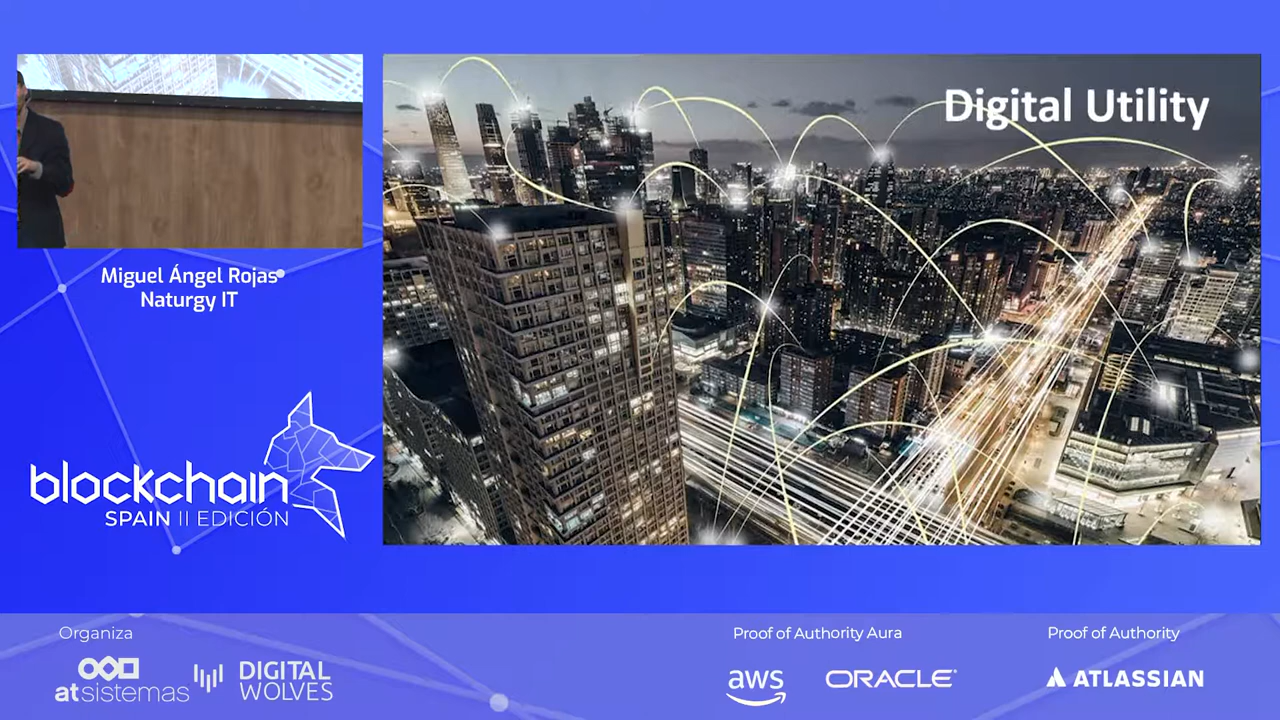 Digital Utility
Miguel Ángel Rojas
Naturgy IT
blockchain
SPAIN II EDICIÓN
Organiza
atsistemas
DIGITAL
WOLVES
Proof of Authority Aura
aws
ORACLE
Proof of Authority
ATLASSIAN